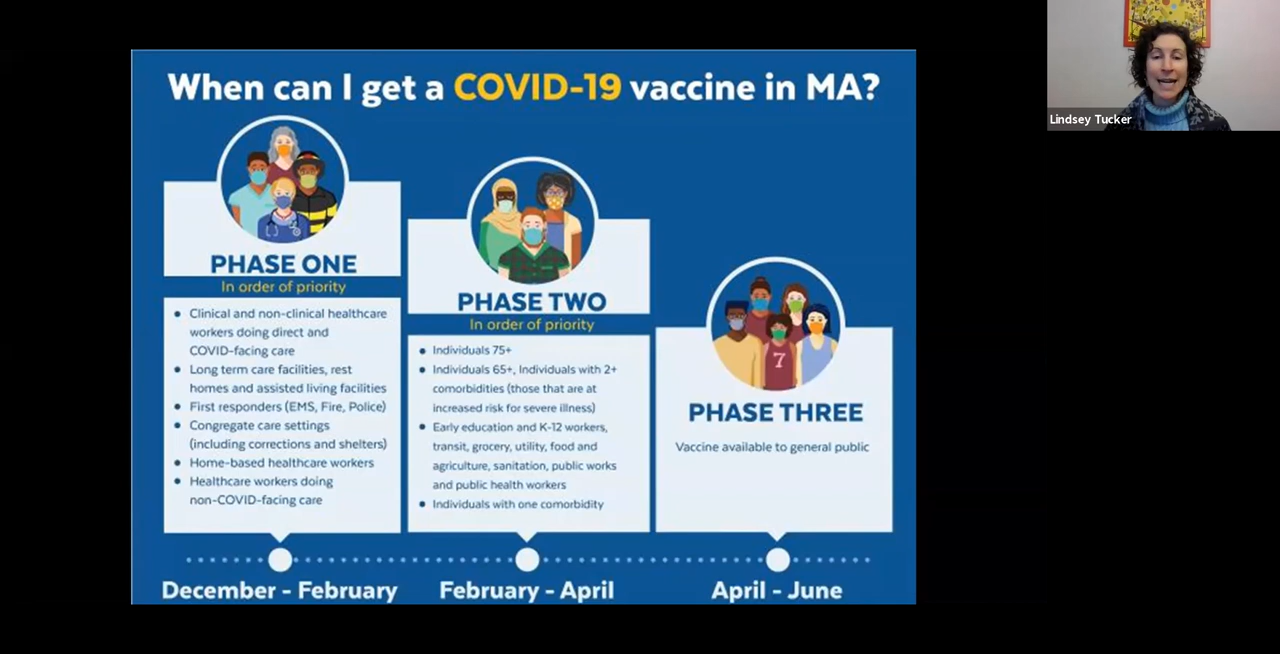 When can I get a COVID-19 vaccine in MA?
Lindsey Tucker
PHASE ONE
In order of priority
• Clinical and non-clinical healthcare
workers doing direct and
COVID-facing care
• Long term care facilities, rest
homes and assisted living facilities
• First responders (EMS, Fire, Police)
• Congregate care settings
(including corrections and shelters)
• Home-based healthcare workers
• Healthcare workers doing
non-COVID-facing care
December - February
PHASE TWO
In order of priority
• Individuals 75+
• Individuals 65+, Individuals with 2+
comorbidities (those that are at
increased risk for severe illness)
• Early education and K-12 workers,
transit, grocery, utility, food and
agriculture, sanitation, public works
and public health workers
• Individuals with one comorbidity
February - April
7
PHASE THREE
Vaccine available to general public
April - June